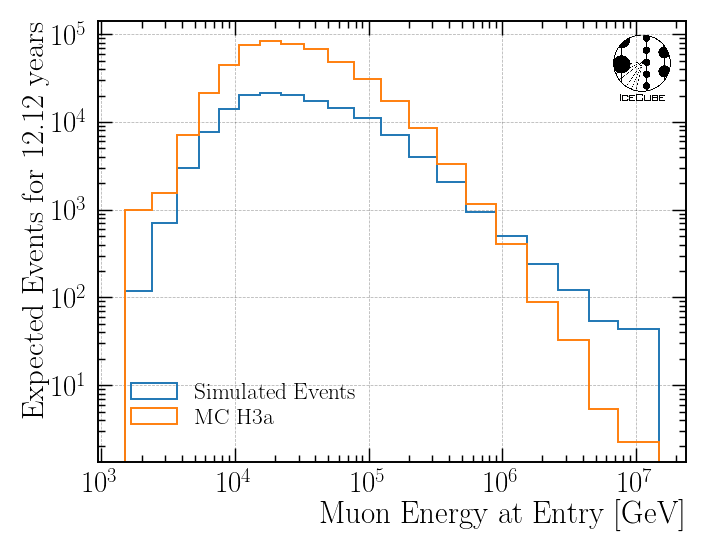 Expected Events for 12.12 years
10^5
10^4
10^3
10^2
10^1
ICECUBE
Simulated Events
MC H3a
10^3 10^4 10^5 10^6 10^7
Muon Energy at Entry [GeV]